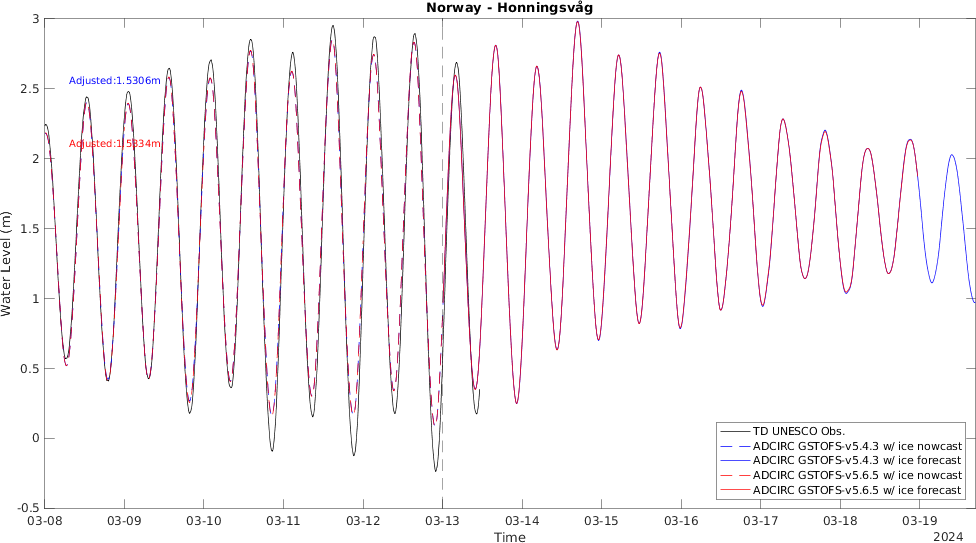 Norway - Honningsvåg
3
2.5
2
1.5
1
0.5
0
-0.5
Water Level (m)
Adjusted:1.5306m
Adjusted:1.5334m
TD UNESCO Obs.
ADCIRC GSTOFS-v5.4.3 w/ ice nowcast
ADCIRC GSTOFS-v5.4.3 w/ ice forecast
ADCIRC GSTOFS-v5.6.5 w/ ice nowcast
ADCIRC GSTOFS-v5.6.5 w/ ice forecast
03-08 03-09 03-10 03-11 03-12 03-13 03-14 03-15 03-16 03-17 03-18 03-19
Time
2024